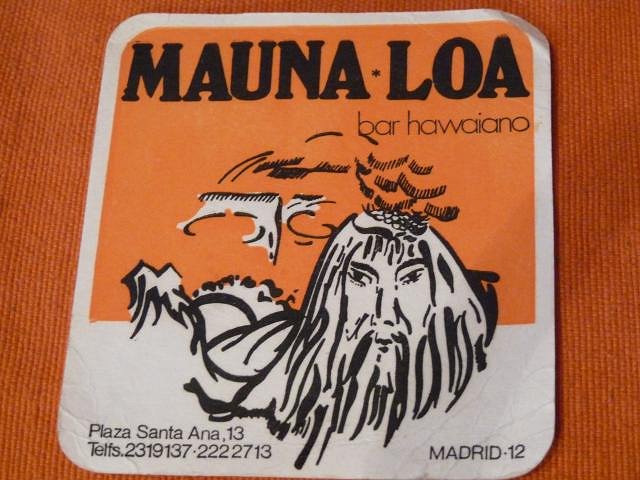 MAUNA * LOA
bar hawaiano
Plaza Santa Ana,13
Telfs.2319137·2222713
MADRID·12